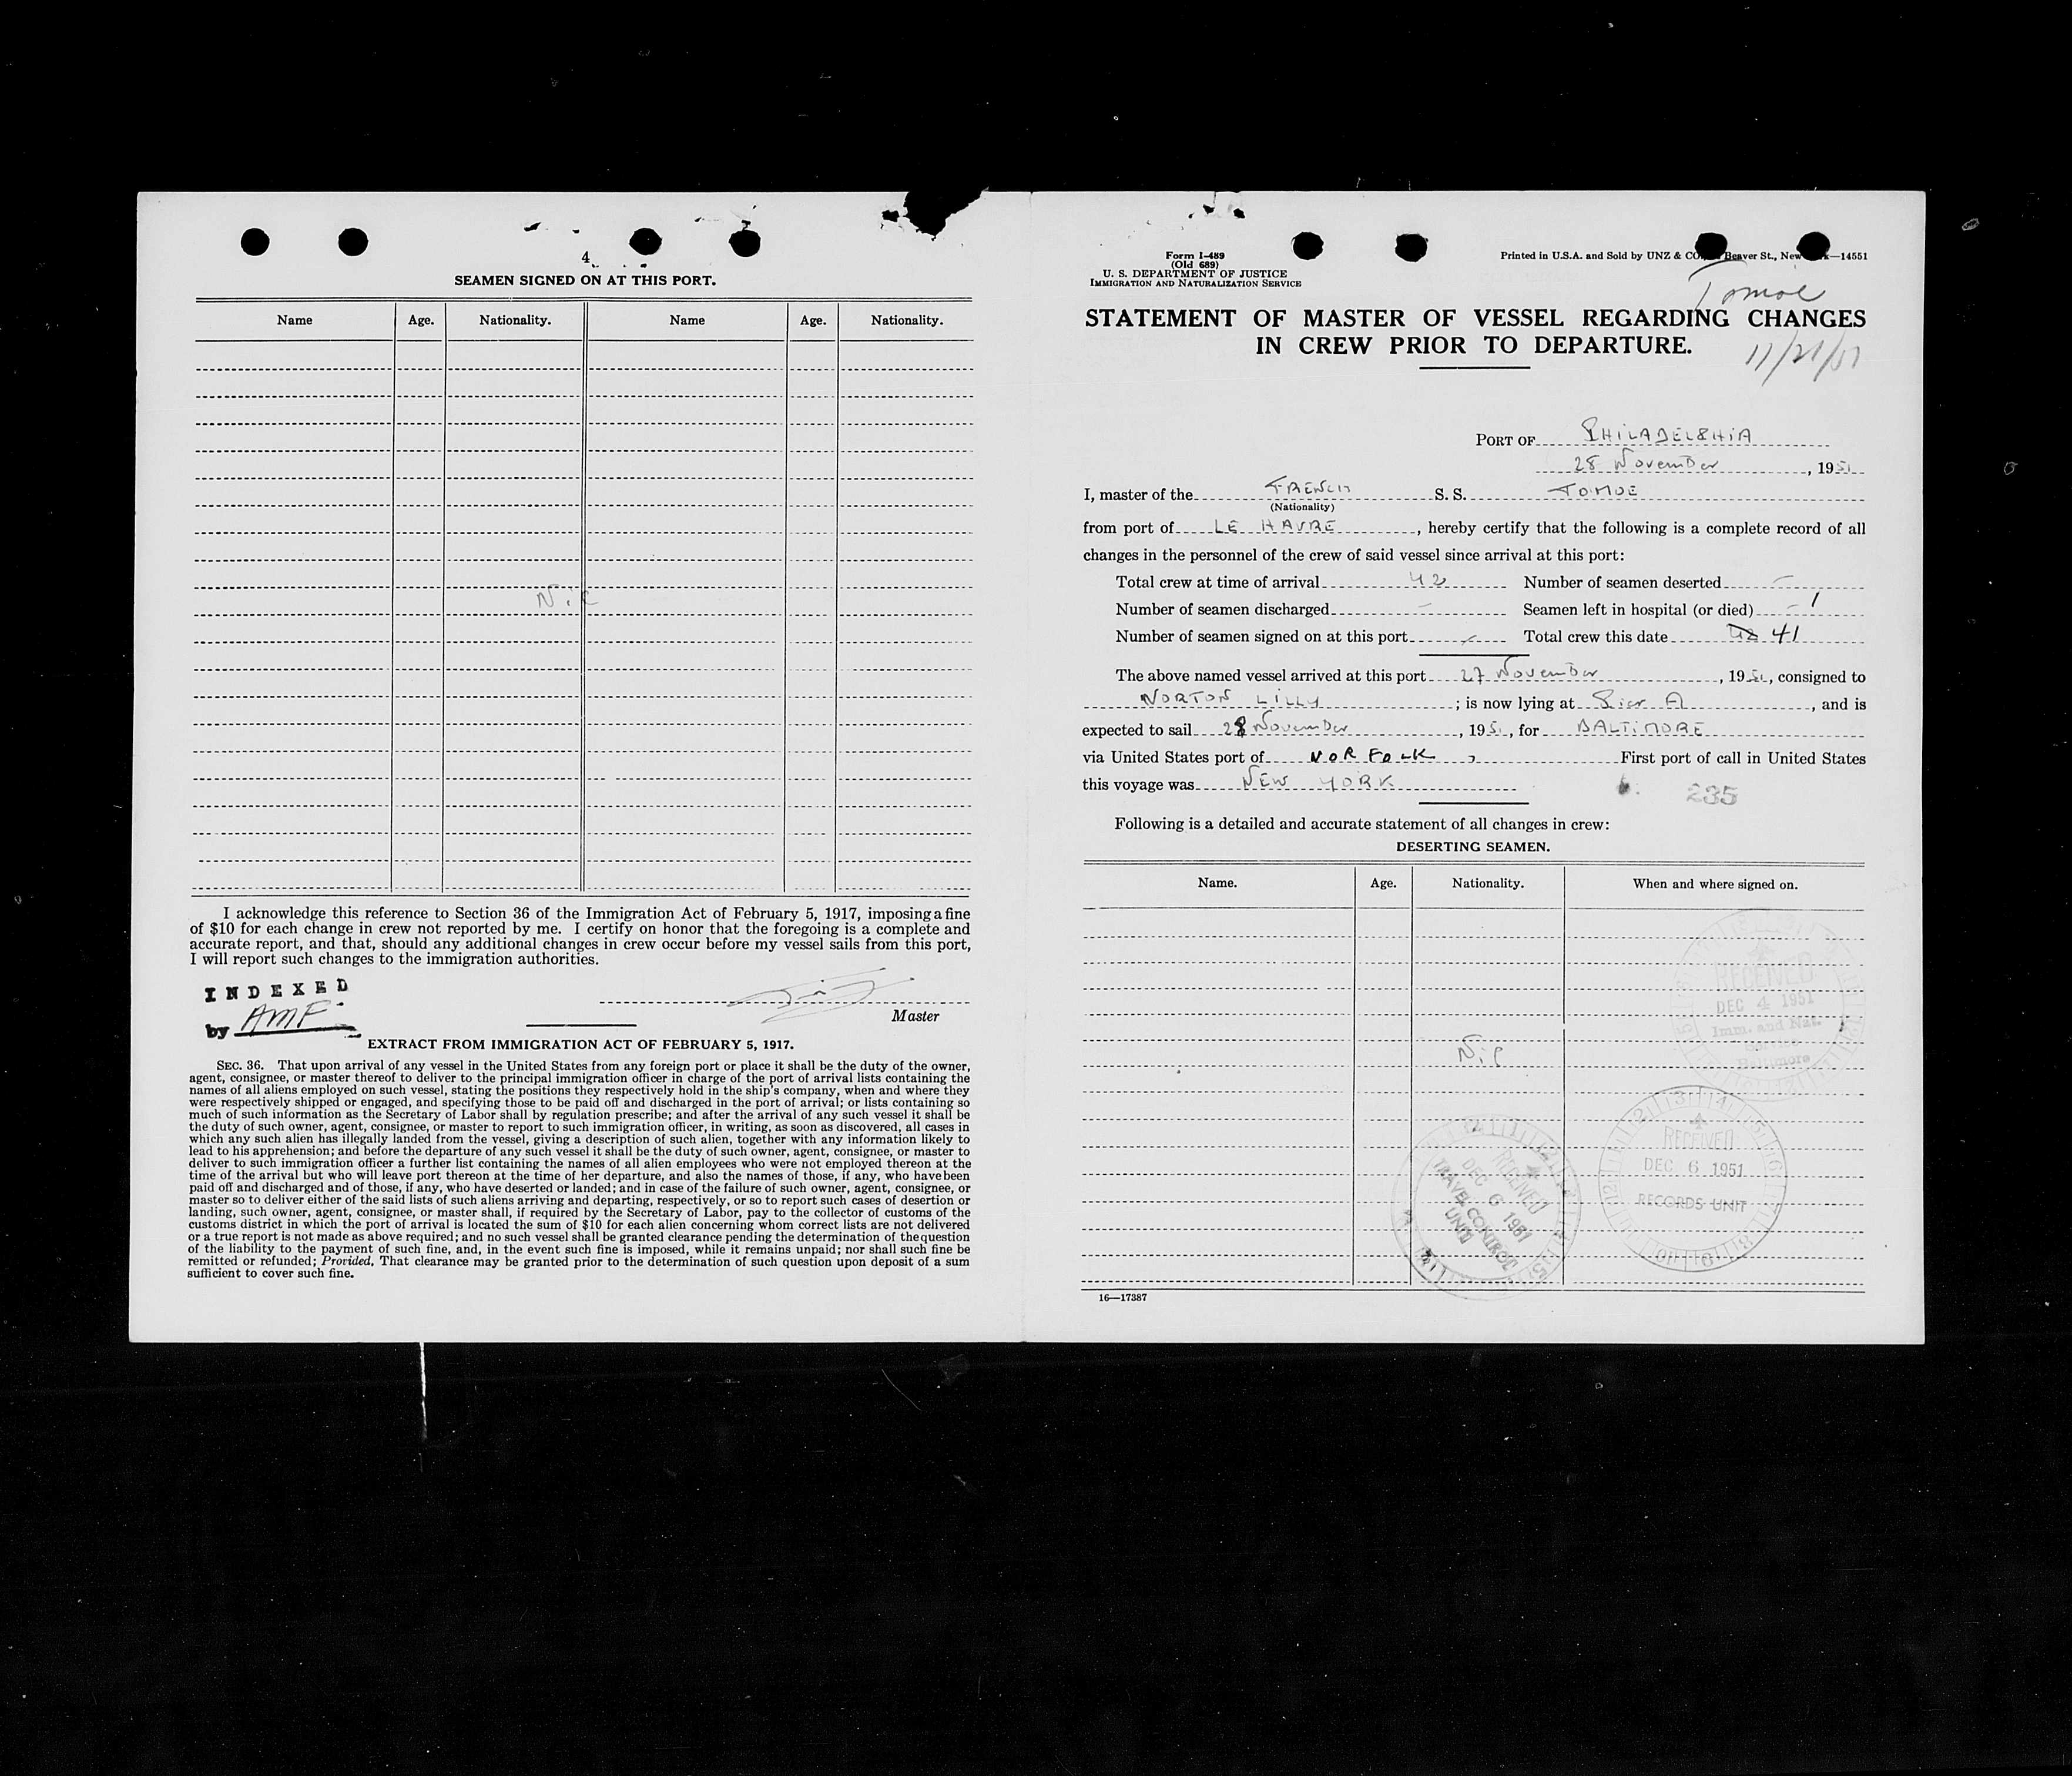 4
SEAMEN SIGNED ON AT THIS PORT.
Name Age. Nationality. Name Age. Nationality.
Nil
I acknowledge this reference to Section 36 of the Immigration Act of February 5, 1917, imposing a fine
of $10 for each change in crew not reported by me. I certify on honor that the foregoing is a complete and
accurate report, and that, should any additional changes in crew occur before my vessel sails from this port,
I will report such changes to the immigration authorities.
INDEXED
by AMF
Master
EXTRACT FROM IMMIGRATION ACT OF FEBRUARY 5, 1917.
SEC. 36. That upon arrival of any vessel in the United States from any foreign port or place it shall be the duty of the owner,
agent, consignee, or master thereof to deliver to the principal immigration officer in charge of the port of arrival lists containing the
names of all aliens employed on such vessel, stating the positions they respectively hold in the ship's company, when and where they
were respectively shipped or engaged, and specifying those to be paid off and discharged in the port of arrival; or lists containing so
much of such information as the Secretary of Labor shall by regulation prescribe; and after the arrival of any such vessel it shall be
the duty of such owner, agent, consignee, or master to report to such immigration officer, in writing, as soon as discovered, all cases in
which any such alien has illegally landed from the vessel, giving a description of such alien, together with any information likely to
lead to his apprehension; and before the departure of any such vessel it shall be the duty of such owner, agent, consignee, or master to
deliver to such immigration officer a further list containing the names of all alien employees who were not employed thereon at the
time of the arrival but who will leave port thereon at the time of her departure, and also the names of those, if any, who have been
paid off and discharged and of those, if any, who have deserted or landed; and in case of the failure of such owner, agent, consignee, or
master so to deliver either of the said lists of such aliens arriving and departing, respectively, or so to report such cases of desertion or
landing, such owner, agent, consignee, or master shall, if required by the Secretary of Labor, pay to the collector of customs of the
customs district in which the port of arrival is located the sum of $10 for each alien concerning whom correct lists are not delivered
or a true report is not made as above required; and no such vessel shall be granted clearance pending the determination of the question
of the liability to the payment of such fine, and, in the event such fine is imposed, while it remains unpaid; nor shall such fine be
remitted or refunded; Provided, That clearance may be granted prior to the determination of such question upon deposit of a sum
sufficient to cover such fine.
Form I-489
(Old 689)
U. S. DEPARTMENT OF JUSTICE
IMMIGRATION AND NATURALIZATION SERVICE
Printed in U.S.A. and Sold by UNZ & CO. Beaver St., New —14551
Tomoe
STATEMENT OF MASTER OF VESSEL REGARDING CHANGES
IN CREW PRIOR TO DEPARTURE.
11/21/51
PORT OF PHILADELPHIA
28 November, 1951
I, master of the FRENCH S. S. TOMOE
(Nationality)
from port of LE HAVRE, hereby certify that the following is a complete record of all
changes in the personnel of the crew of said vessel since arrival at this port:
Total crew at time of arrival 42 Number of seamen deserted —
Number of seamen discharged — Seamen left in hospital (or died) - 1
Number of seamen signed on at this port — Total crew this date 42 41
The above named vessel arrived at this port 27 November, 1951, consigned to
NORTON LILLY; is now lying at Pier A, and is
expected to sail 28 November, 1951, for BALTIMORE
via United States port of NORFOLK, First port of call in United States
this voyage was NEW YORK
235
Following is a detailed and accurate statement of all changes in crew:
DESERTING SEAMEN.
Name. Age. Nationality. When and where signed on.
RECEIVED
DEC 4 1951
Imm. and Nat.
Baltimore
Nil
RECEIVED
DEC 6 1951
RECORDS UNIT
RECEIVED
DEC 6 1951
TRAVEL CONTROL
UNIT
16—17387